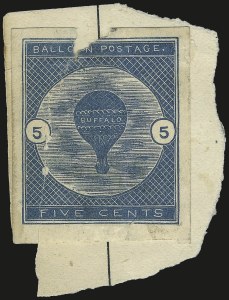 BALLOON POSTAGE.
BUFFALO
5 5
FIVE CENTS